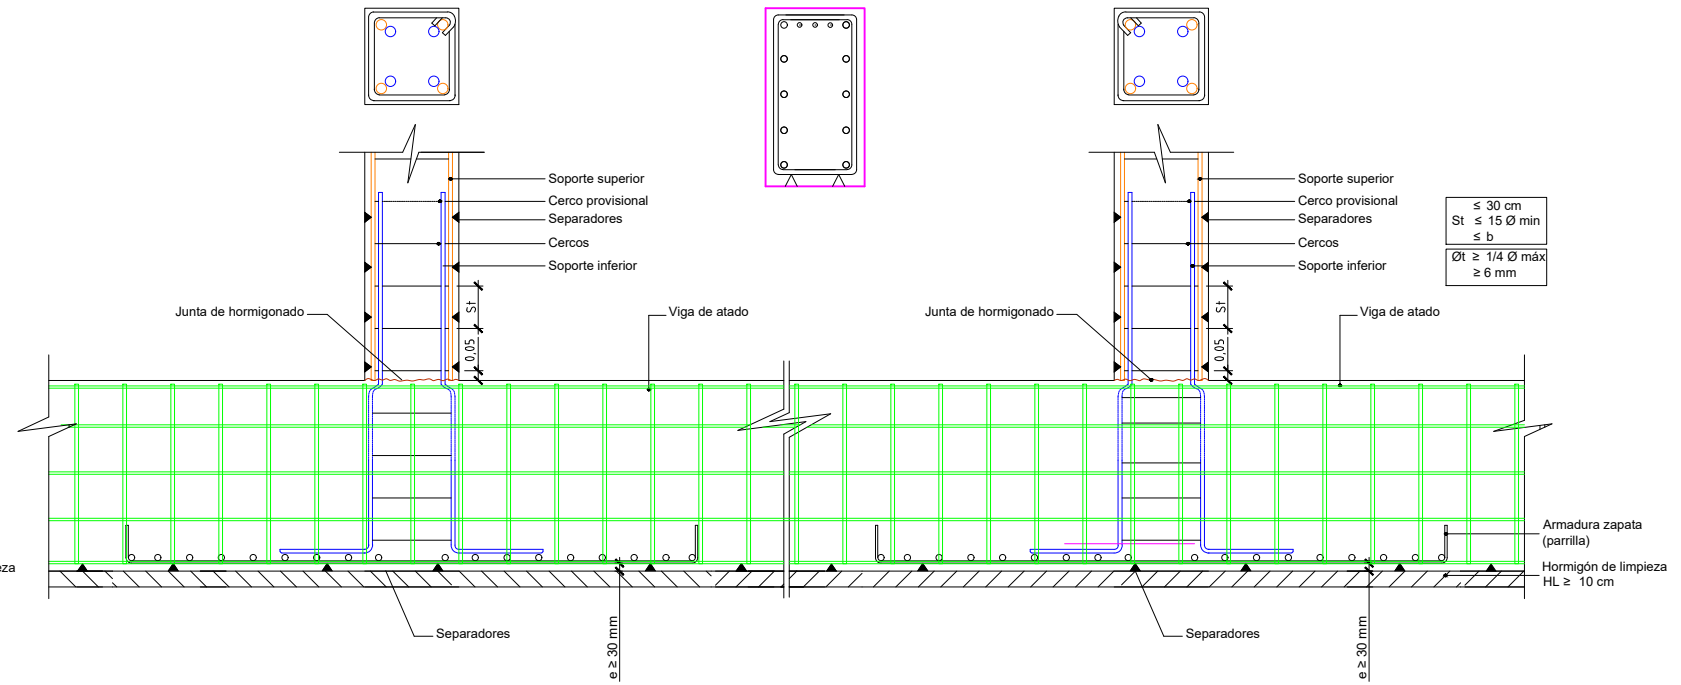 Soporte superior
Cerco provisional
Separadores
Cercos
Soporte inferior
St
0,05
Junta de hormigonado
Viga de atado
Separadores
e ≥ 30 mm
eza
Soporte superior
Cerco provisional
Separadores
Cercos
Soporte inferior
St
0,05
Junta de hormigonado
Viga de atado
≤ 30 cm
St ≤ 15 Ø min
≤ b
Øt ≥ 1/4 Ø máx
≥ 6 mm
Armadura zapata
(parrilla)
Hormigón de limpieza
HL ≥ 10 cm
Separadores
e ≥ 30 mm